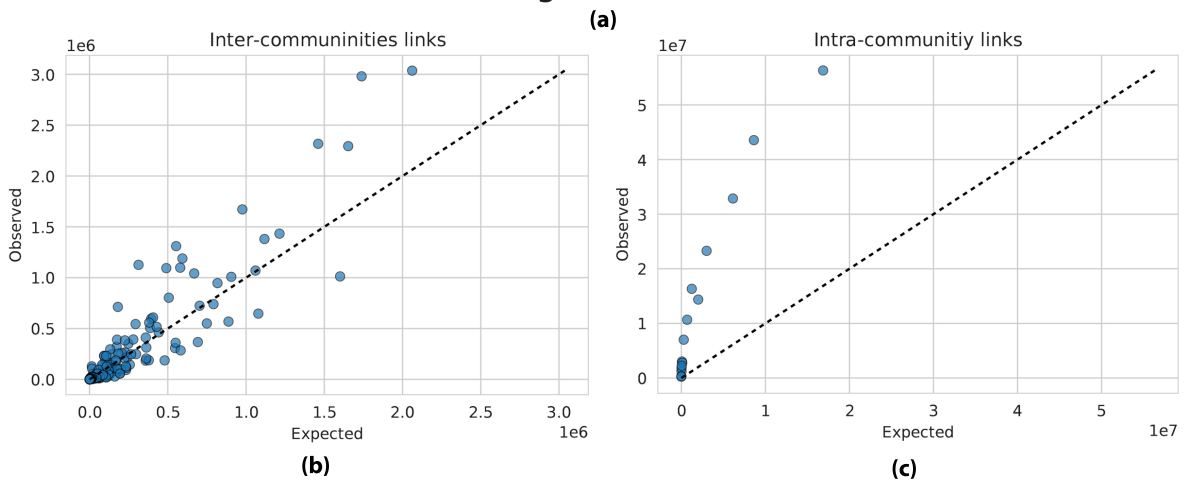 (a)
Inter-communinities links
1e6
3.0
2.5
2.0
1.5
1.0
0.5
0.0
Observed
0.0 0.5 1.0 1.5 2.0 2.5 3.0
Expected
1e6
(b)
Intra-communitiy links
1e7
5
4
3
2
1
0
Observed
0 1 2 3 4 5
Expected
1e7
(c)